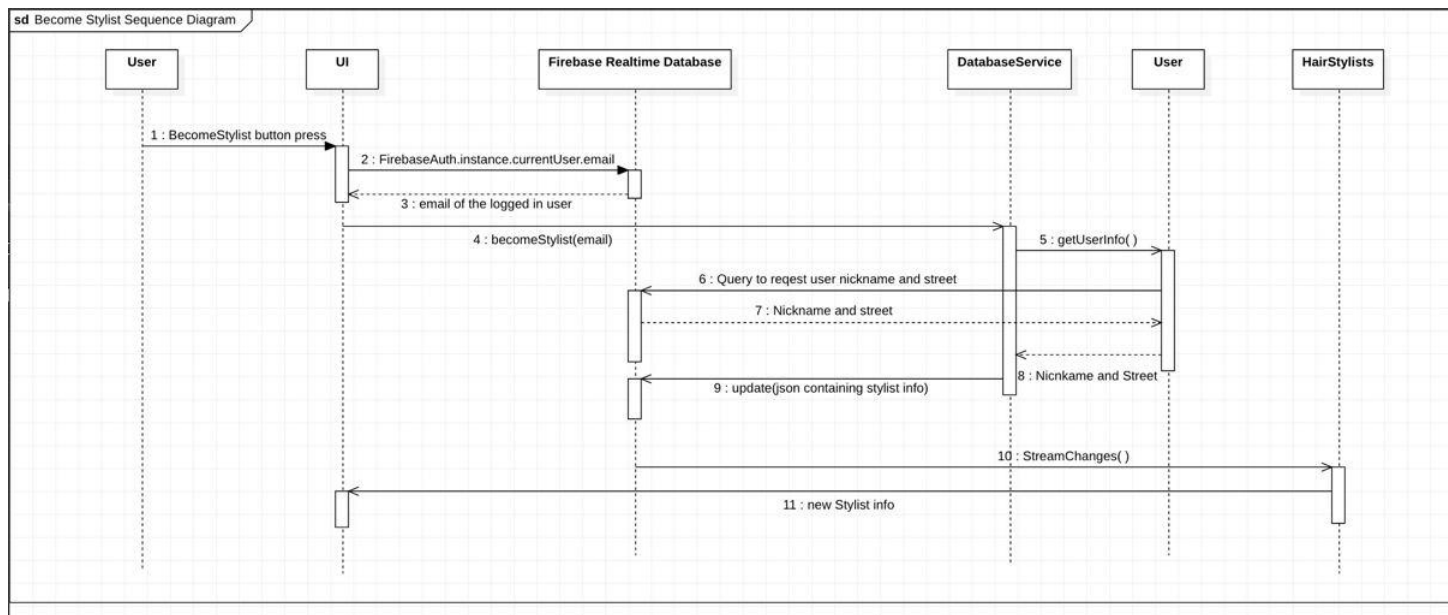 sd Become Stylist Sequence Diagram
User
UI
Firebase Realtime Database
DatabaseService
User
HairStylists
1 : BecomeStylist button press
2 : FirebaseAuth.instance.currentUser.email
3 : email of the logged in user
4 : becomeStylist(email)
5 : getUserInfo( )
6 : Query to reqest user nickname and street
7 : Nickname and street
8 : Nicnkame and Street
9 : update(json containing stylist info)
10 : StreamChanges( )
11 : new Stylist info